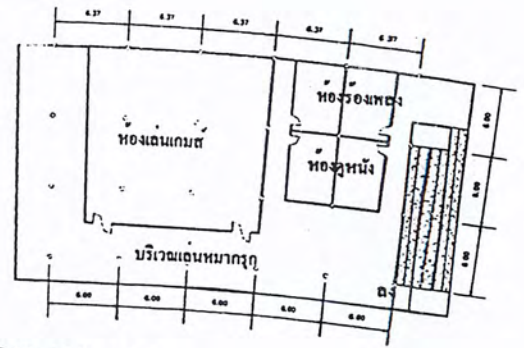 6.37 6.37 6.37 6.37 6.37
ห้องร้องเพลง
ห้องเล่นเกมส์
ห้องดูหนัง
บริเวณเล่นหมากรุก
ลง
6.00
6.00
6.00
6.00 6.00 6.00 6.00 6.00